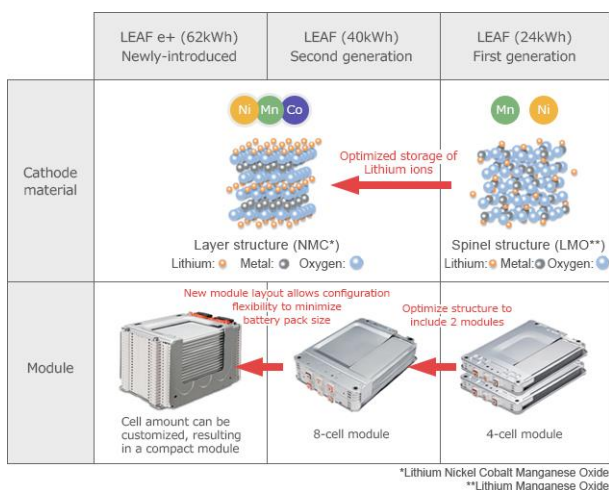 LEAF e+ (62kWh)
Newly-introduced
LEAF (40kWh)
Second generation
LEAF (24kWh)
First generation
Cathode
material
Ni Mn Co
Mn Ni
Optimized storage of
Lithium ions
Layer structure (NMC*)
Lithium: Metal: Oxygen:
Spinel structure (LMO**)
Lithium: Metal: Oxygen:
Module
New module layout allows configuration
flexibility to minimize
battery pack size
Optimize structure to
include 2 modules
Cell amount can be
customized, resulting
in a compact module
8-cell module
4-cell module
*Lithium Nickel Cobalt Manganese Oxide
**Lithium Manganese Oxide